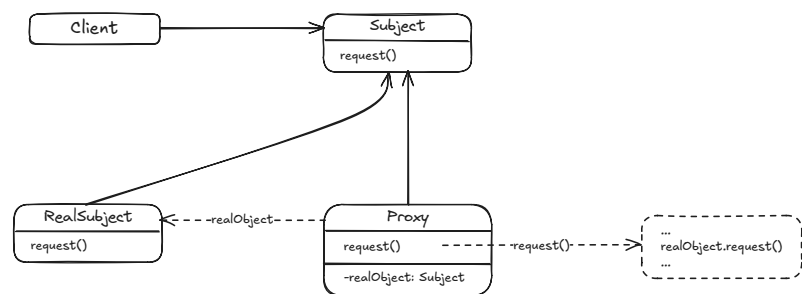 Client
Subject
request()
RealSubject
request()
realObject
Proxy
request()
-realObject: Subject
request()
...
realObject.request()
...